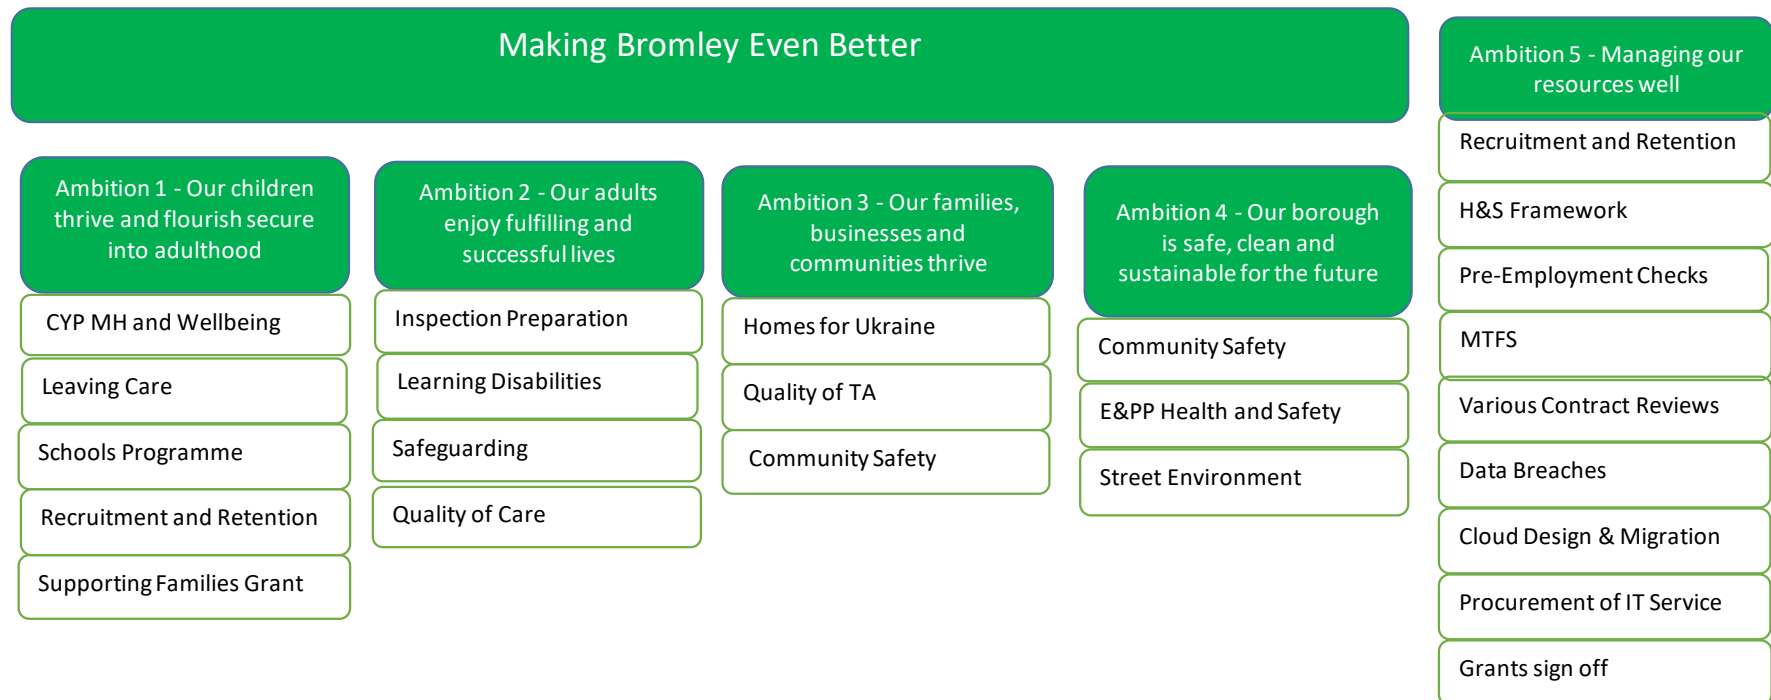 Making Bromley Even Better
Ambition 1 - Our children
thrive and flourish secure
into adulthood
CYP MH and Wellbeing
Leaving Care
Schools Programme
Recruitment and Retention
Supporting Families Grant
Ambition 2 - Our adults
enjoy fulfilling and
successful lives
Inspection Preparation
Learning Disabilities
Safeguarding
Quality of Care
Ambition 3 - Our families,
businesses and
communities thrive
Homes for Ukraine
Quality of TA
Community Safety
Ambition 4 - Our borough
is safe, clean and
sustainable for the future
Community Safety
E&PP Health and Safety
Street Environment
Ambition 5 - Managing our
resources well
Recruitment and Retention
H&S Framework
Pre-Employment Checks
MTFS
Various Contract Reviews
Data Breaches
Cloud Design & Migration
Procurement of IT Service
Grants sign off